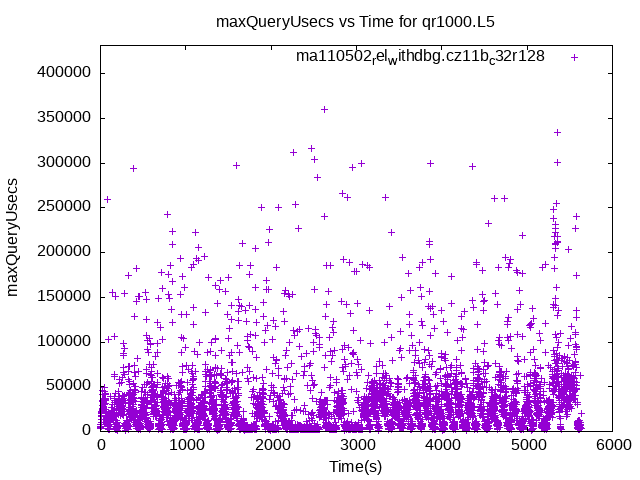 maxQueryUsecs vs Time for qr1000.L5
ma110502relwithdbg.cz11bc32r128
400000
350000
300000
250000
200000
150000
100000
50000
0
maxQueryUsecs
0 1000 2000 3000 4000 5000 6000
Time(s)